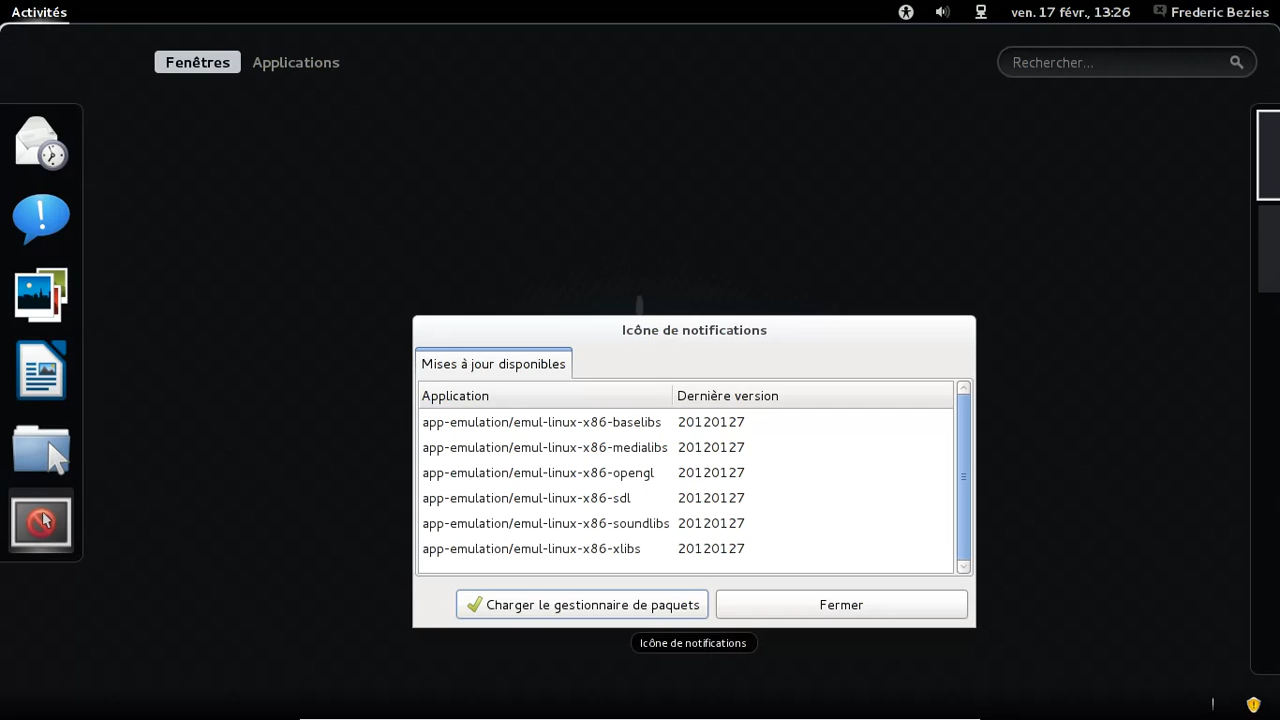 Activités
ven. 17 févr., 13:26
Frederic Bezies
Fenêtres
Applications
Rechercher...
Icône de notifications
Mises à jour disponibles
Application Dernière version
app-emulation/emul-linux-x86-baselibs 20120127
app-emulation/emul-linux-x86-medialibs 20120127
app-emulation/emul-linux-x86-opengl 20120127
app-emulation/emul-linux-x86-sdl 20120127
app-emulation/emul-linux-x86-soundlibs 20120127
app-emulation/emul-linux-x86-xlibs 20120127
Charger le gestionnaire de paquets
Fermer
Icône de notifications